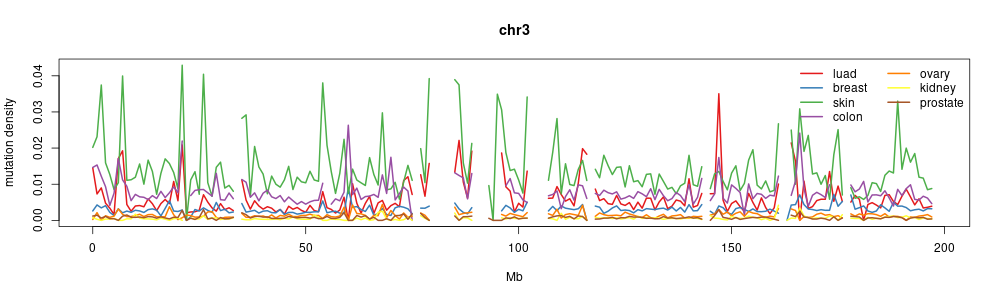 chr3
mutation density
0.00
0.01
0.02
0.03
0.04
luad
breast
skin
colon
ovary
kidney
prostate
0
50
100
150
200
Mb